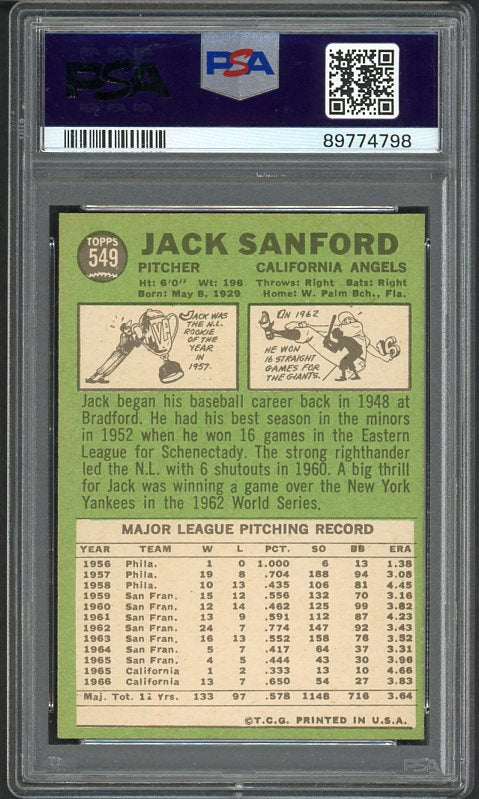 PSA
PSA
89774798
TOPPS
549
JACK SANFORD
PITCHER CALIFORNIA ANGELS
Ht: 6'0" Wt: 196 Throws: Right Bats: Right
Born: May 8, 1929 Home: W. Palm Bch., Fla.
JACK WAS
THE N.L.
ROOKIE
OF THE
YEAR
IN
1957.
MVP
IN 1962
HE WON
16 STRAIGHT
GAMES FOR
THE GIANTS.
16
Jack began his baseball career back in 1948 at
Bradford. He had his best season in the minors
in 1952 when he won 16 games in the Eastern
League for Schenectady. The strong righthander
led the N.L. with 6 shutouts in 1960. A big thrill
for Jack was winning a game over the New York
Yankees in the 1962 World Series.
MAJOR LEAGUE PITCHING RECORD
YEAR TEAM W L PCT. SO BB ERA
1956 Phila. 1 0 1.000 6 13 1.38
1957 Phila. 19 8 .704 188 94 3.08
1958 Phila. 10 13 .435 106 81 4.45
1959 San Fran. 15 12 .556 132 70 3.16
1960 San Fran. 12 14 .462 125 99 3.82
1961 San Fran. 13 9 .591 112 87 4.23
1962 San Fran. 24 7 .774 147 92 3.43
1963 San Fran. 16 13 .552 158 76 3.52
1964 San Fran. 5 7 .417 64 37 3.31
1965 San Fran. 4 5 .444 43 30 3.96
1965 California 1 2 .333 13 10 4.66
1966 California 13 7 .650 54 27 3.83
Maj. Tot. 11 Yrs. 133 97 .578 1148 716 3.64
©T.C.G. PRINTED IN U.S.A.